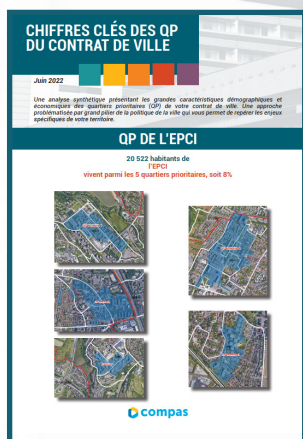 CHIFFRES CLÉS DES QP
DU CONTRAT DE VILLE
Juin 2022
Une analyse synthétique présentant les grandes caractéristiques démographiques et
économiques des quartiers prioritaires (QP) de votre contrat de ville. Une approche
problématisée par grand pilier de la politique de la ville qui vous permet de repérer les enjeux
spécifiques de votre territoire.
QP DE L'EPCI
20 522 habitants de
l'EPCI
vivent parmi les 5 quartiers prioritaires, soit 8%
compas